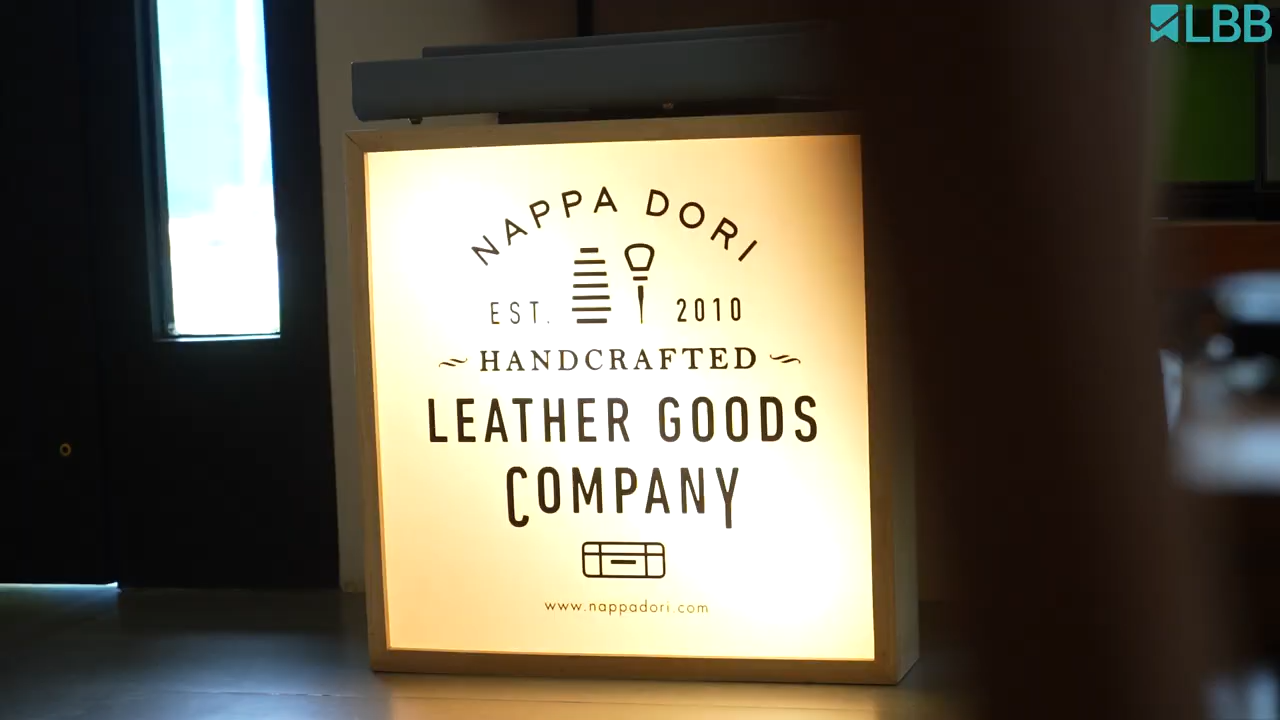 LBB
NAPPA DORI
EST. 2010
HANDCRAFTED
LEATHER GOODS
COMPANY
www.nappadori.com